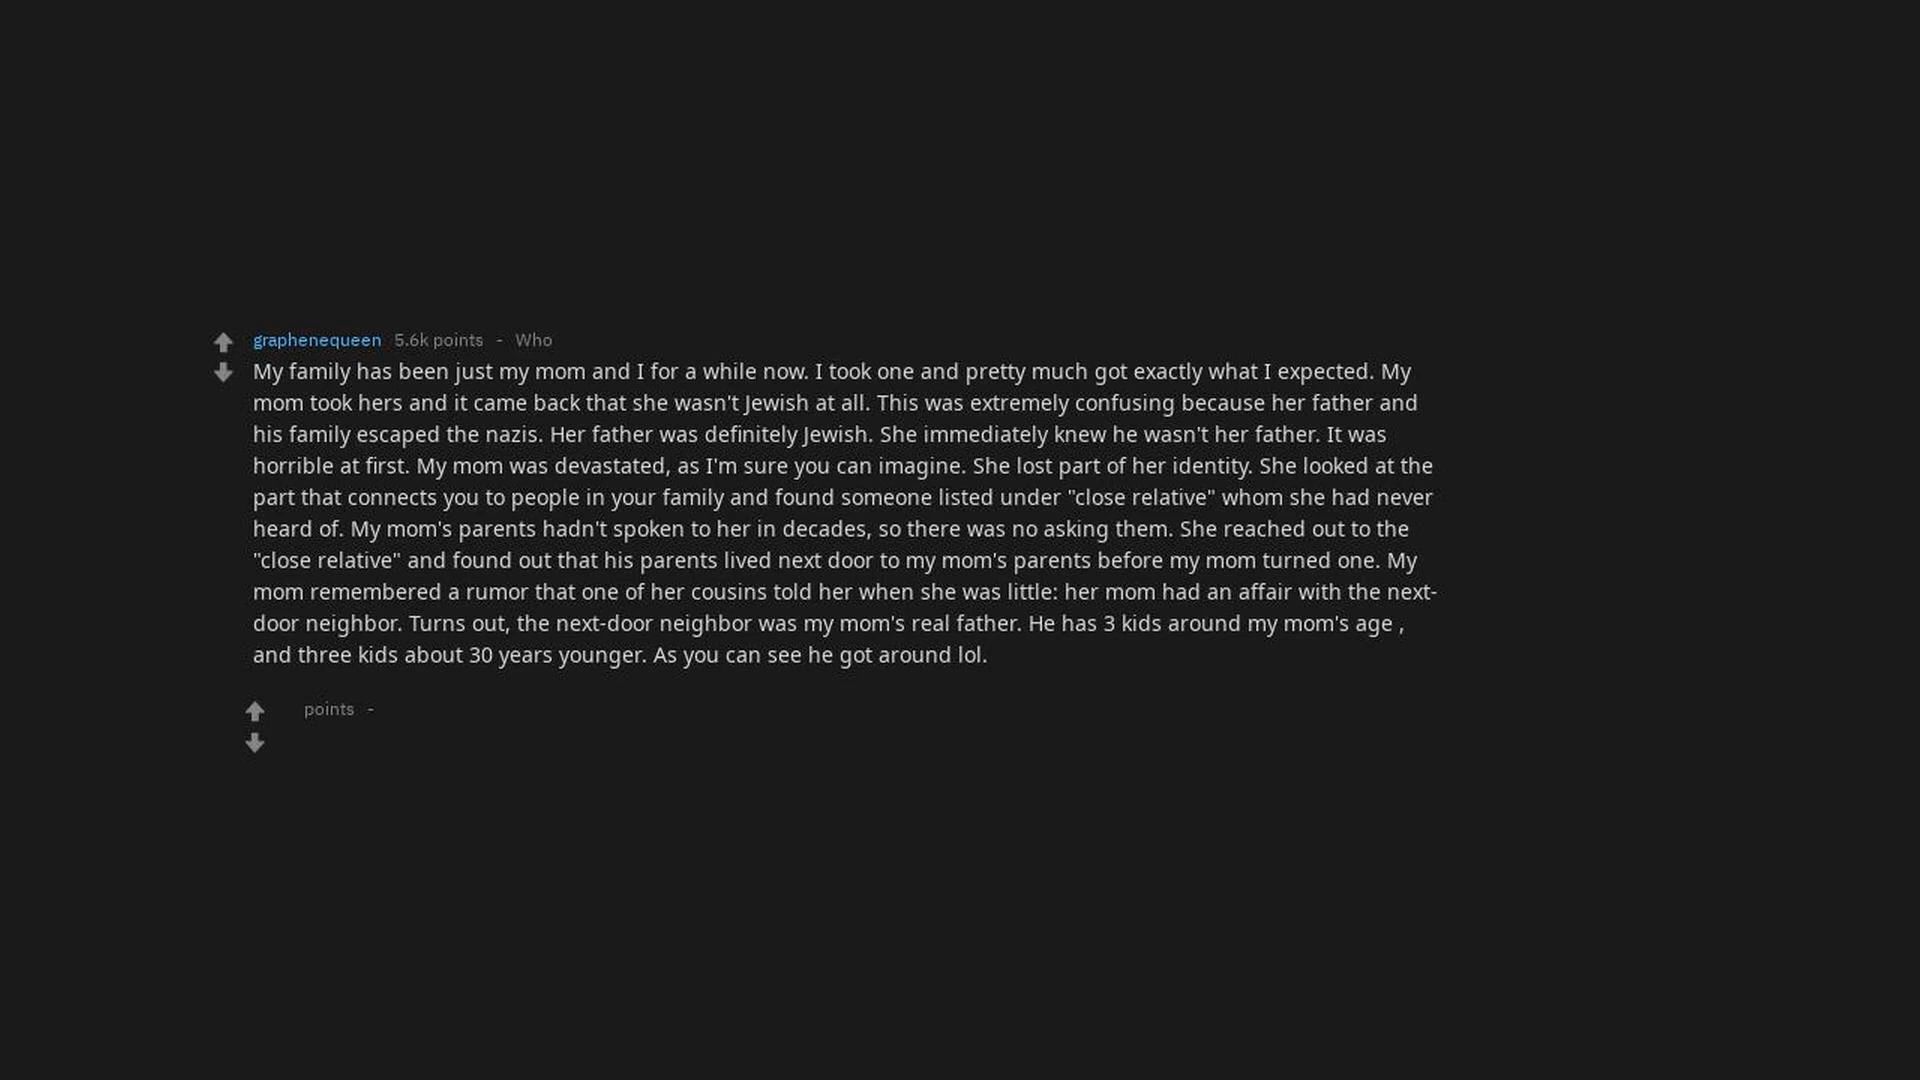 graphenequeen 5.6k points - Who
My family has been just my mom and I for a while now. I took one and pretty much got exactly what I expected. My
mom took hers and it came back that she wasn't Jewish at all. This was extremely confusing because her father and
his family escaped the nazis. Her father was definitely Jewish. She immediately knew he wasn't her father. It was
horrible at first. My mom was devastated, as I'm sure you can imagine. She lost part of her identity. She looked at the
part that connects you to people in your family and found someone listed under "close relative" whom she had never
heard of. My mom's parents hadn't spoken to her in decades, so there was no asking them. She reached out to the
"close relative" and found out that his parents lived next door to my mom's parents before my mom turned one. My
mom remembered a rumor that one of her cousins told her when she was little: her mom had an affair with the next-
door neighbor. Turns out, the next-door neighbor was my mom's real father. He has 3 kids around my mom's age ,
and three kids about 30 years younger. As you can see he got around lol.
points -